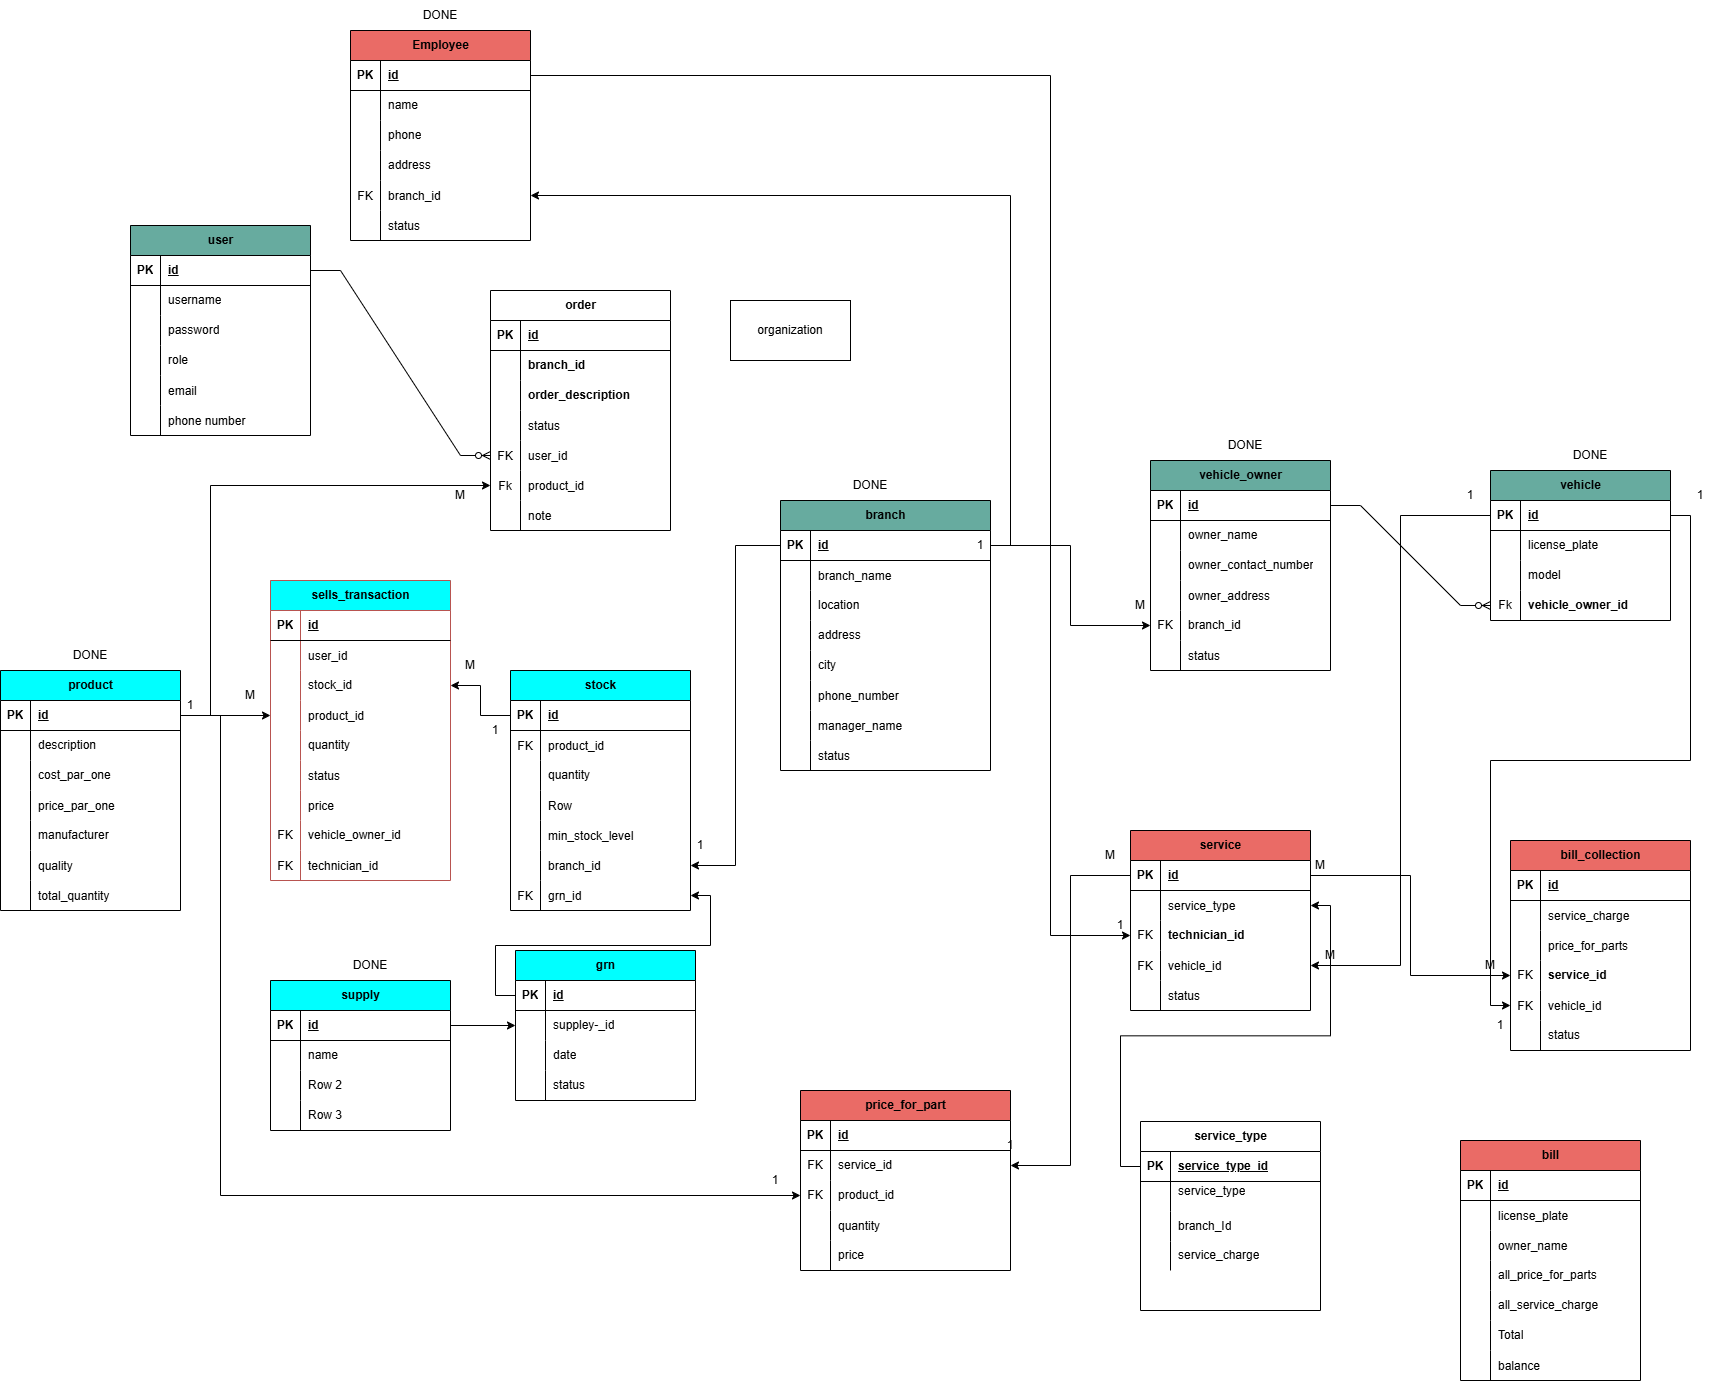 DONE
Employee
PK id
name
phone
address
FK branch_id
status
user
PK id
username
password
role
email
phone number
order
PK id
branch_id
order_description
status
FK user_id
Fk product_id
note
M
organization
DONE
branch
PK id 1
branch_name
location
address
city
phone_number
manager_name
status
DONE
vehicle_owner
PK id
owner_name
owner_contact_number
owner_address
FK branch_id
status
M
DONE
vehicle
1
1
PK id
license_plate
model
Fk vehicle_owner_id
sells_transaction
PK id
user_id
stock_id
product_id
quantity
status
price
FK vehicle_owner_id
FK technician_id
M
M
DONE
product
PK id
description
cost_par_one
price_par_one
manufacturer
quality
total_quantity
1
stock
PK id
FK product_id
quantity
Row
min_stock_level
branch_id
FK grn_id
1
1
DONE
supply
PK id
name
Row 2
Row 3
grn
PK id
suppley-_id
date
status
service
PK id
service_type
FK technician_id
FK vehicle_id
status
M
M
1
M
bill_collection
PK id
service_charge
price_for_parts
FK service_id
FK vehicle_id
status
M
1
price_for_part
PK id
FK service_id
FK product_id
quantity
price
1
1
service_type
PK service_type_id
service_type
branch_Id
service_charge
bill
PK id
license_plate
owner_name
all_price_for_parts
all_service_charge
Total
balance